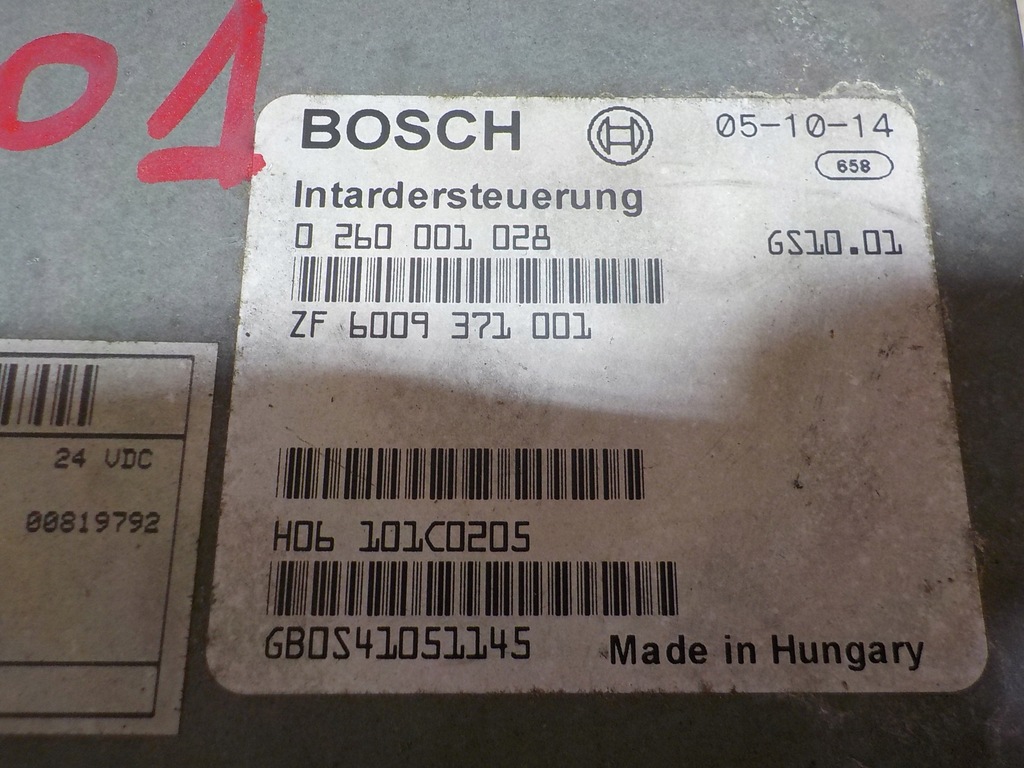 01
BOSCH
05-10-14
658
Intardersteuerung
0 260 001 028
GS10.01
ZF 6009 371 001
24 VDC
00819792
H06 101C0205
GB0S41051145
Made in Hungary